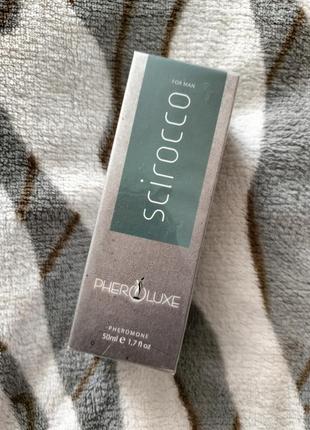 FOR MAN
scirocco
PHEROLUXE
-PHEROMONE
50ml e 1.7 fl oz